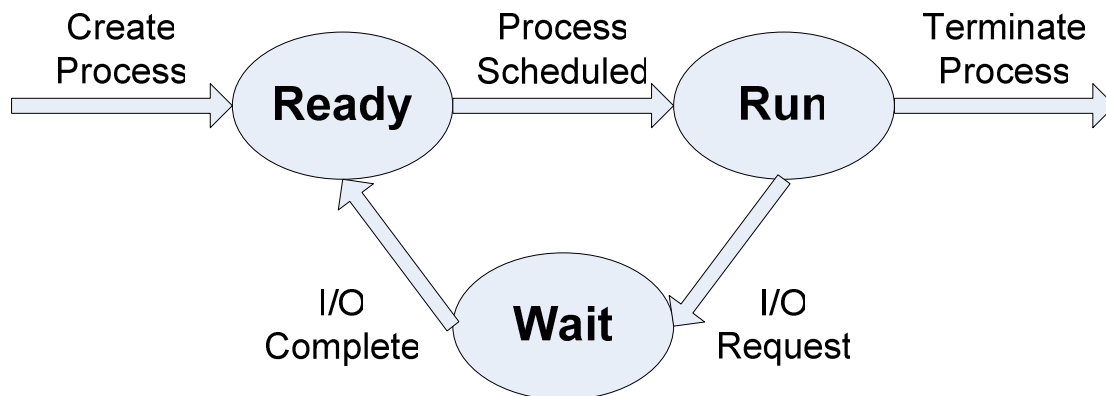 Create
Process
Ready
Process
Scheduled
Run
Terminate
Process
I/O
Complete
Wait
I/O
Request